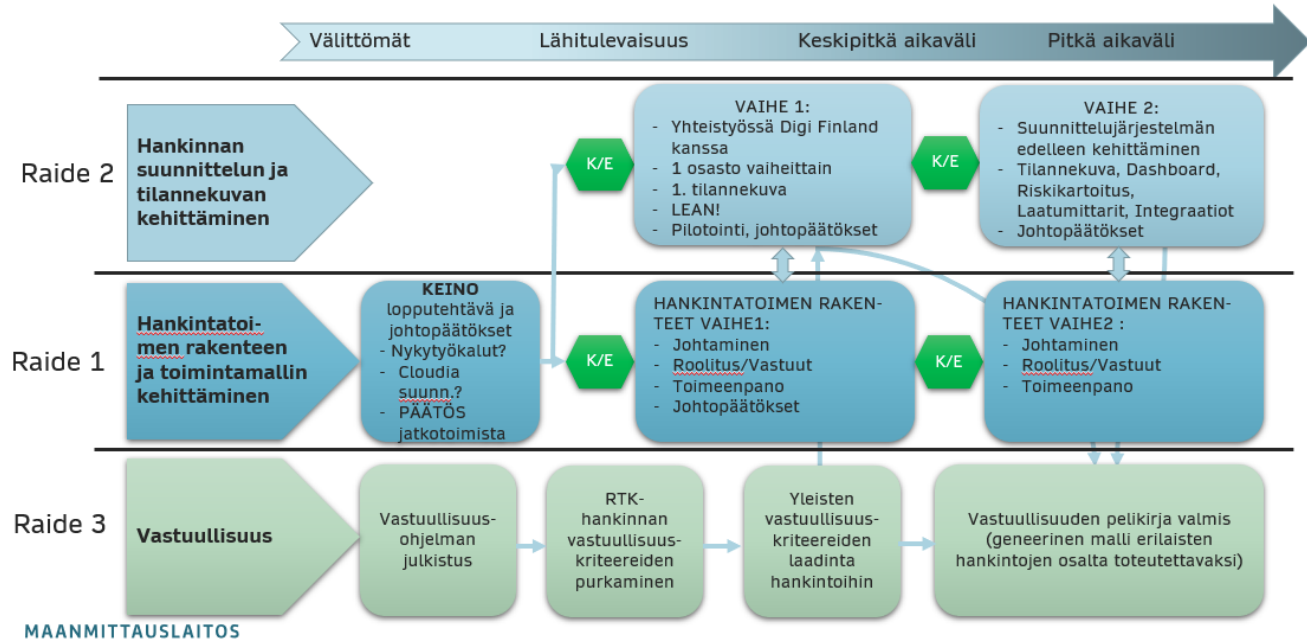 Välittömät
Lähitulevaisuus
Keskipitkä aikaväli
Pitkä aikaväli
Raide 2
Hankinnan
suunnittelun ja
tilannekuvan
kehittäminen
K/E
VAIHE 1:
- Yhteistyössä Digi Finland
kanssa
- 1 osasto vaiheittain
- 1. tilannekuva
- LEAN!
- Pilotointi, johtopäätökset
K/E
VAIHE 2:
- Suunnittelujärjestelmän
edelleen kehittäminen
- Tilannekuva, Dashboard,
Riskikartoitus,
Laatumittarit, Integraatiot
- Johtopäätökset
Raide 1
Hankintatoi-
men rakenteen
ja toimintamallin
kehittäminen
KEINO
lopputehtävä ja
johtopäätökset
- Nykytyökalut?
- Cloudia
suunn.?
- PÄÄTÖS
jatkotoimista
K/E
HANKINTATOIMEN RAKEN-
TEET VAIHE1:
- Johtaminen
- Roolitus/Vastuut
- Toimeenpano
- Johtopäätökset
K/E
HANKINTATOIMEN RAKEN-
TEET VAIHE2 :
- Johtaminen
- Roolitus/Vastuut
- Toimeenpano
Raide 3
Vastuullisuus
Vastuullisuus-
ohjelman
julkistus
RTK-
hankinnan
vastuullisuus-
kriteereiden
purkaminen
Yleisten
vastuullisuus-
kriteereiden
laadinta
hankintoihin
Vastuullisuuden pelikirja valmis
(geneerinen malli erilaisten
hankintojen osalta toteutettavaksi)
MAANMITTAUSLAITOS